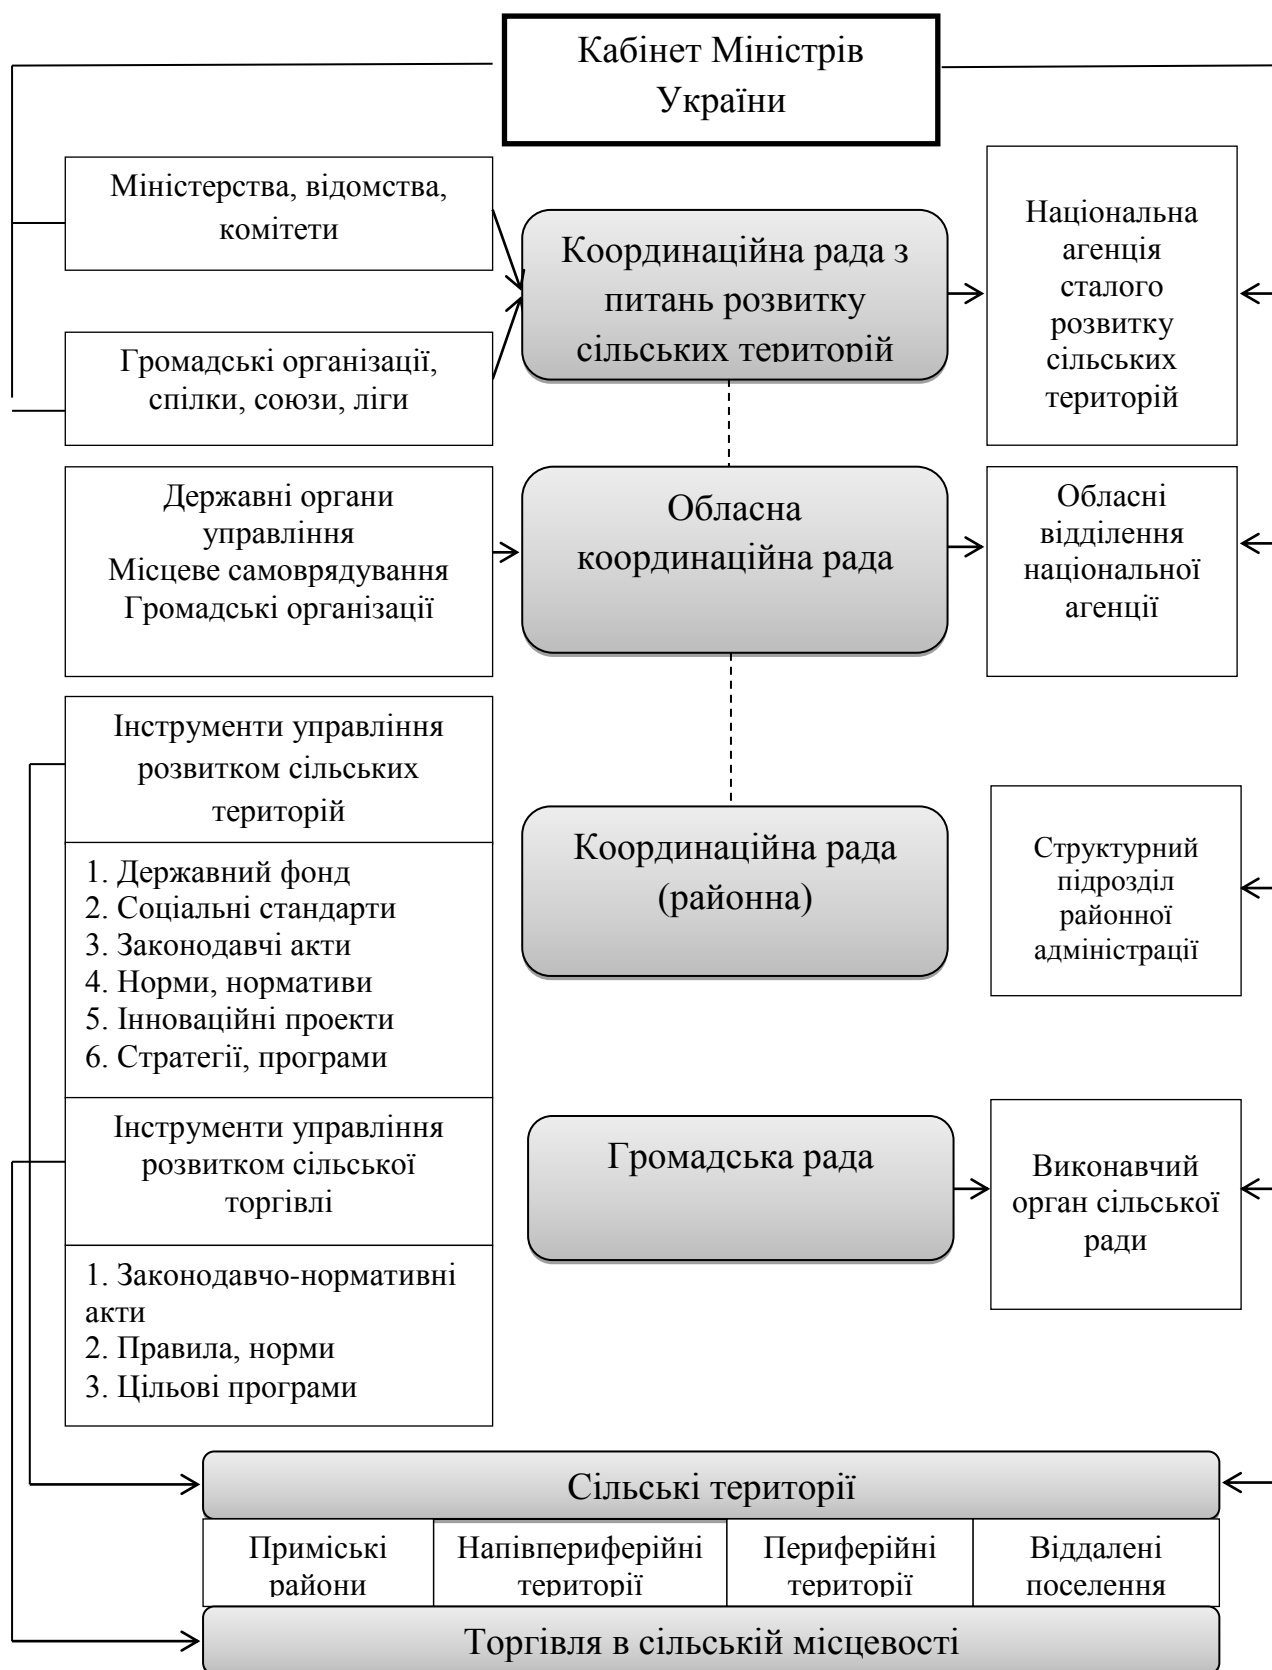 Кабінет Міністрів
України
Міністерства, відомства,
комітети
Координаційна рада з
питань розвитку
сільських територій
Національна
агенція
сталого
розвитку
сільських
територій
Громадські організації,
спілки, союзи, ліги
Державні органи
управління
Місцеве самоврядування
Громадські організації
Обласна
координаційна рада
Обласні
відділення
національної
агенції
Інструменти управління
розвитком сільських
територій
1. Державний фонд
2. Соціальні стандарти
3. Законодавчі акти
4. Норми, нормативи
5. Інноваційні проекти
6. Стратегії, програми
Координаційна рада
(районна)
Структурний
підрозділ
районної
адміністрації
Інструменти управління
розвитком сільської
торгівлі
1. Законодавчо-нормативні
акти
2. Правила, норми
3. Цільові програми
Громадська рада
Виконавчий
орган сільської
ради
Сільські території
Приміські
райони
Напівпериферійні
території
Периферійні
території
Віддалені
поселення
Торгівля в сільській місцевості